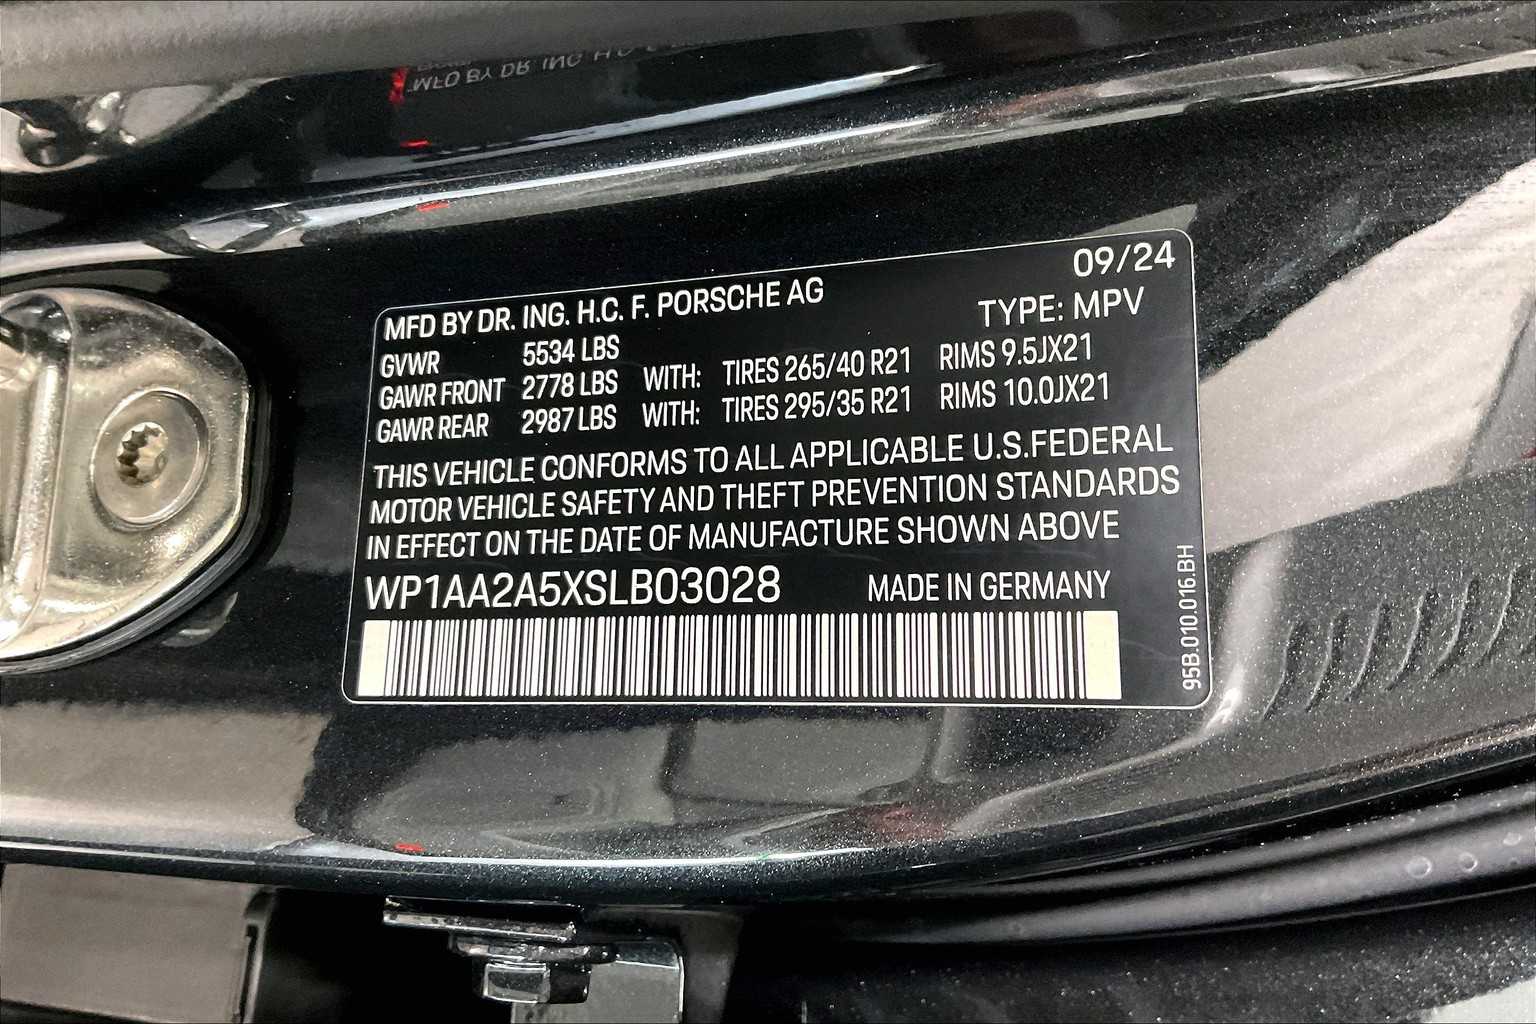 MFD BY DR. ING. H.C. F. PORSCHE AG 09/24
TYPE: MPV
GVWR 5534 LBS
GAWR FRONT 2778 LBS WITH: TIRES 265/40 R21 RIMS 9.5JX21
GAWR REAR 2987 LBS WITH: TIRES 295/35 R21 RIMS 10.0JX21
THIS VEHICLE CONFORMS TO ALL APPLICABLE U.S.FEDERAL
MOTOR VEHICLE SAFETY AND THEFT PREVENTION STANDARDS
IN EFFECT ON THE DATE OF MANUFACTURE SHOWN ABOVE
WP1AA2A5XSLB03028 MADE IN GERMANY
95B.010.016.BH